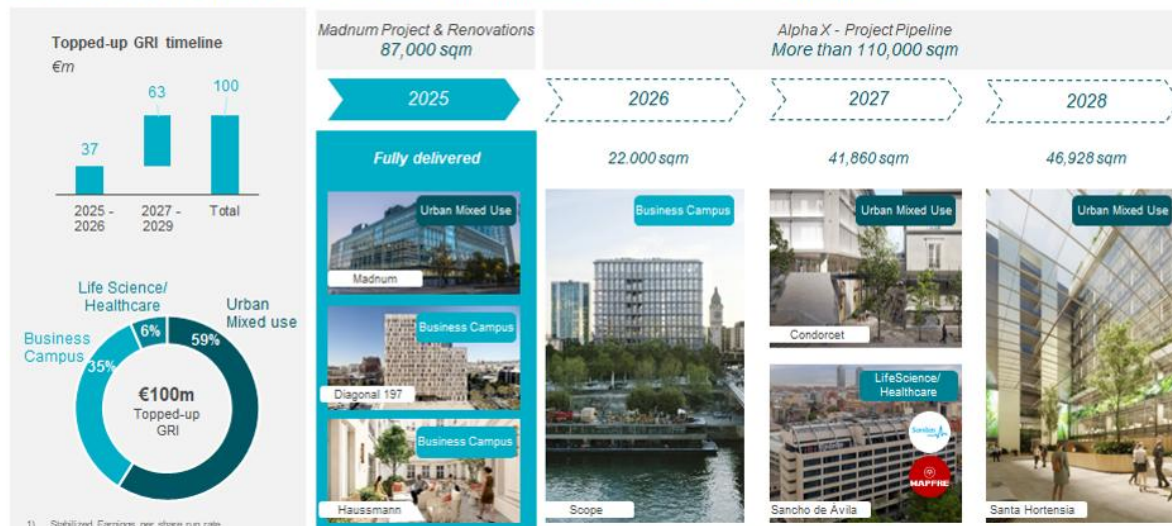 Topped-up GRI timeline
€m
37
63
100
2025 -
2026
2027 -
2029
Total
Life Science/
Healthcare
Urban
Mixed use
Business
Campus
6%
59%
35%
€100m
Topped-up
GRI
1) Stabilized Earnings per share run rate
Madnum Project & Renovations
87,000 sqm
2025
Fully delivered
Urban Mixed Use
Madnum
Business Campus
Diagonal 197
Business Campus
Haussmann
Alpha X - Project Pipeline
More than 110,000 sqm
2026
22.000 sqm
Business Campus
Scope
2027
41,860 sqm
Urban Mixed Use
Condorcet
LifeScience/
Healthcare
Sanitas
MAPFRE
Sancho de Avila
2028
46,928 sqm
Urban Mixed Use
Santa Hortensia